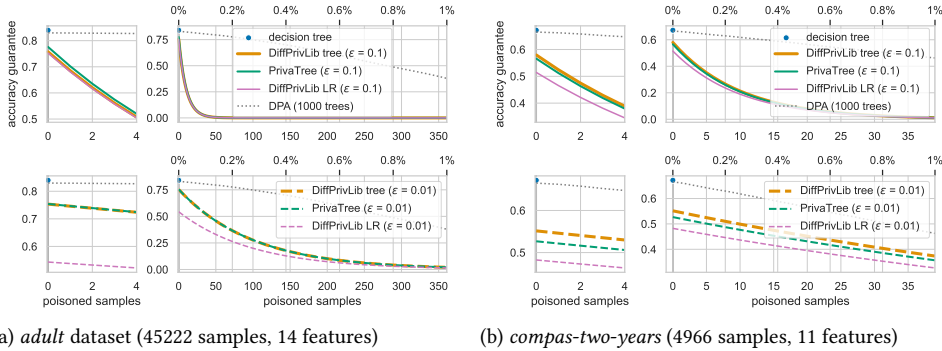 0% 0.2% 0.4% 0.6% 0.8% 1%
accuracy guarantee
0.8
0.7
0.6
0.5
0 2 4
0.75
0.50
0.25
0.00
0 50 100 150 200 250 300 350
decision tree
DiffPrivLib tree (ε = 0.1)
PrivaTree (ε = 0.1)
DiffPrivLib LR (ε = 0.1)
DPA (1000 trees)
0% 0.2% 0.4% 0.6% 0.8% 1%
0.8
0.7
0.6
0 2 4
poisoned samples
0.75
0.50
0.25
0.00
0 50 100 150 200 250 300 350
poisoned samples
DiffPrivLib tree (ε = 0.01)
PrivaTree (ε = 0.01)
DiffPrivLib LR (ε = 0.01)
a) adult dataset (45222 samples, 14 features)
0% 0.2% 0.4% 0.6% 0.8% 1%
accuracy guarantee
0.6
0.5
0.4
0 2 4
0.6
0.4
0.2
0.0
0 5 10 15 20 25 30 35
decision tree
DiffPrivLib tree (ε = 0.1)
PrivaTree (ε = 0.1)
DiffPrivLib LR (ε = 0.1)
DPA (1000 trees)
0% 0.2% 0.4% 0.6% 0.8% 1%
0.6
0.5
0 2 4
poisoned samples
0.6
0.5
0.4
0 5 10 15 20 25 30 35
poisoned samples
DiffPrivLib tree (ε = 0.01)
PrivaTree (ε = 0.01)
DiffPrivLib LR (ε = 0.01)
(b) compas-two-years (4966 samples, 11 features)